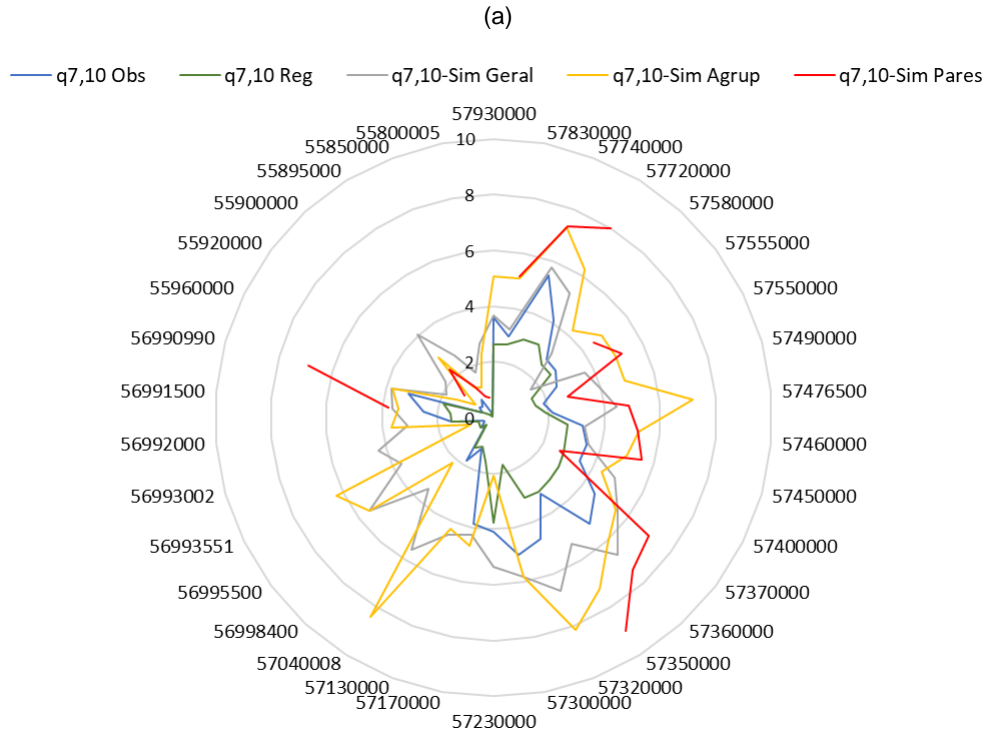 (a)
q7,10 Obs q7,10 Reg q7,10-Sim Geral q7,10-Sim Agrup q7,10-Sim Pares
57930000
55800005 57830000
55850000 10 57740000
55895000 57720000
55900000 8 57580000
55920000 6 57555000
55960000 57550000
56990990 4 57490000
56991500 2 57476500
0
56992000 57460000
56993002 57450000
56993551 57400000
56995500 57370000
56998400 57360000
57040008 57350000
57130000 57320000
57170000 57300000
57230000